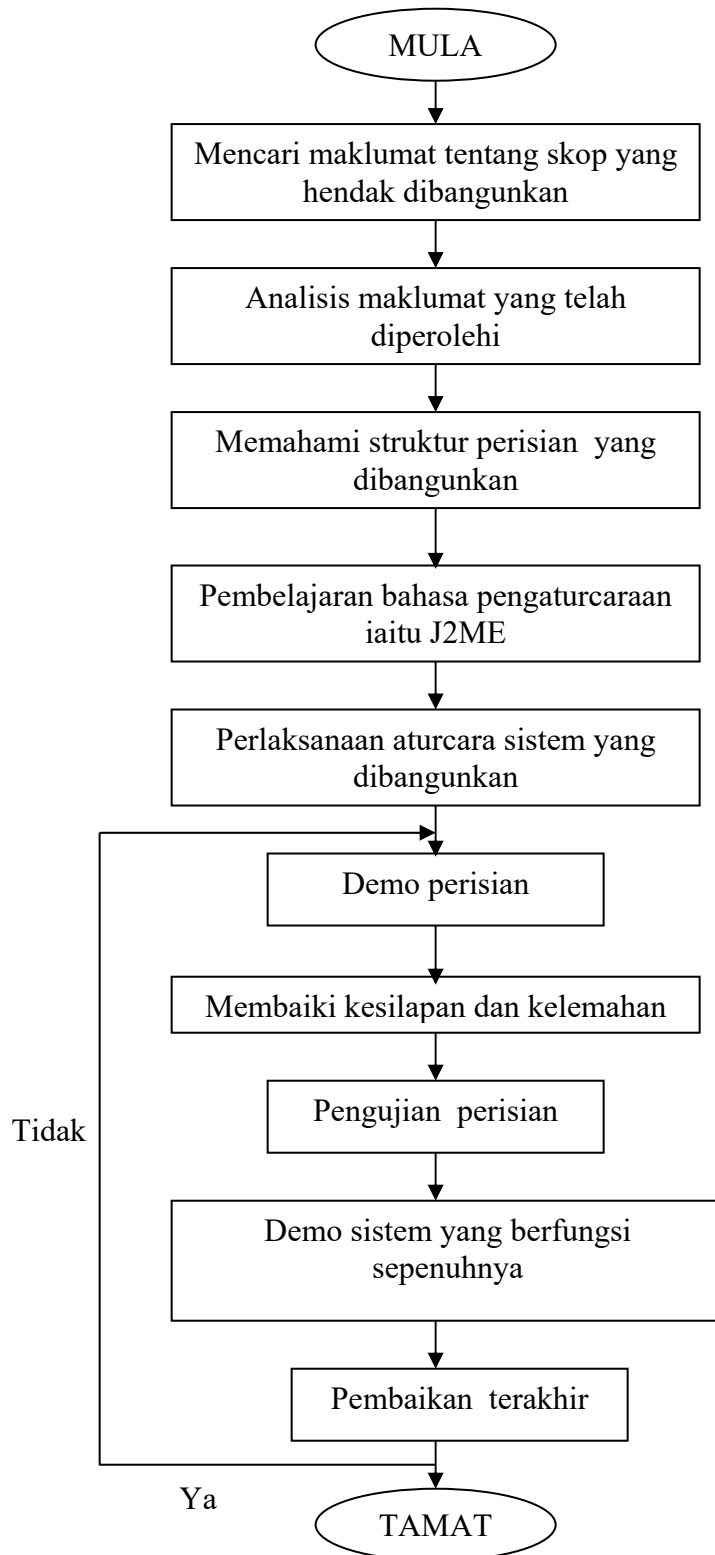 MULA
Mencari maklumat tentang skop yang
hendak dibangunkan
Analisis maklumat yang telah
diperolehi
Memahami struktur perisian yang
dibangunkan
Pembelajaran bahasa pengaturcaraan
iaitu J2ME
Perlaksanaan aturcara sistem yang
dibangunkan
Demo perisian
Membaiki kesilapan dan kelemahan
Pengujian perisian
Tidak
Demo sistem yang berfungsi
sepenuhnya
Pembaikan terakhir
Ya
TAMAT